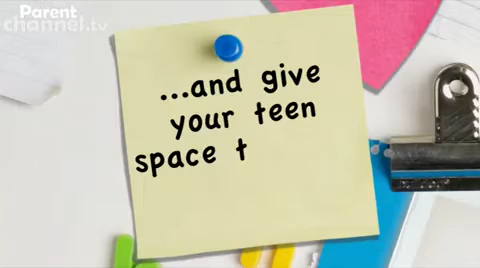 Parent
channel.tv
...and give
your teen
space t